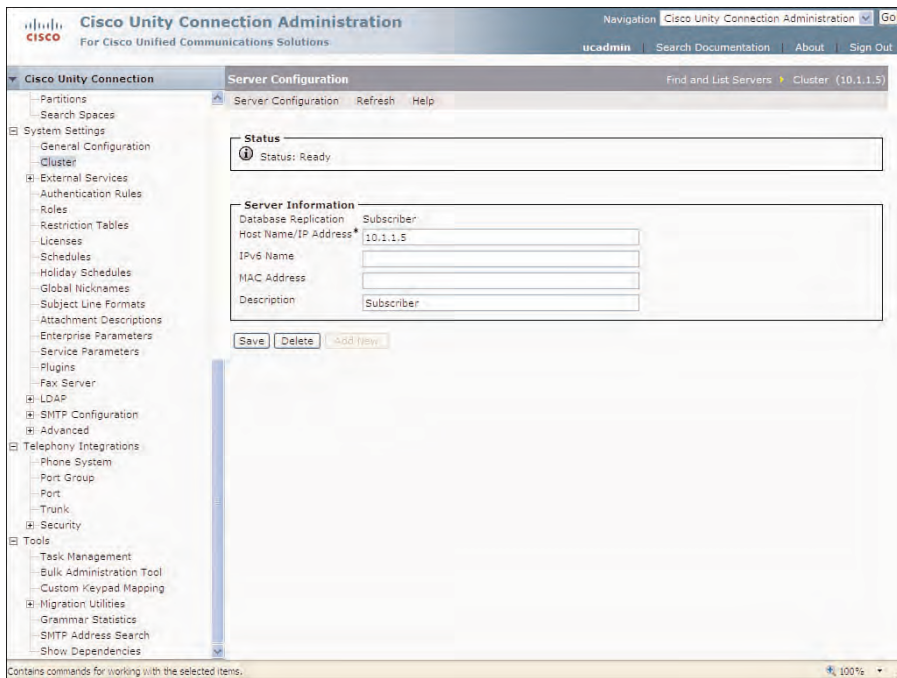 Cisco Unity Connection Administration
For Cisco Unified Communications Solutions
CISCO
Navigation Cisco Unity Connection Administration Go
ucadmin | Search Documentation | About | Sign Out
Cisco Unity Connection
Partitions
Search Spaces
System Settings
General Configuration
Cluster
External Services
Authentication Rules
Roles
Restriction Tables
Licenses
Schedules
Holiday Schedules
Global Nicknames
Subject Line Formats
Attachment Descriptions
Enterprise Parameters
Service Parameters
Plugins
Fax Server
LDAP
SMTP Configuration
Advanced
Telephony Integrations
Phone System
Port Group
Port
Trunk
Security
Tools
Task Management
Bulk Administration Tool
Custom Keypad Mapping
Migration Utilities
Grammar Statistics
SMTP Address Search
Show Dependencies
Server Configuration
Find and List Servers Cluster (10.1.1.5)
Server Configuration Refresh Help
Status
Status: Ready
Server Information
Database Replication Subscriber
Host Name/IP Address* 10.1.1.5
IPv6 Name
MAC Address
Description Subscriber
Save Delete Add New
Contains commands for working with the selected items.
100%